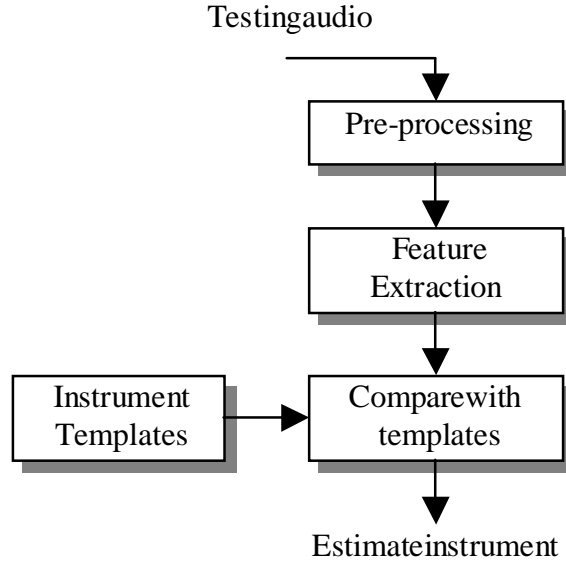 Testingaudio
Pre-processing
Feature
Extraction
Instrument
Templates
Comparewith
templates
Estimateinstrument